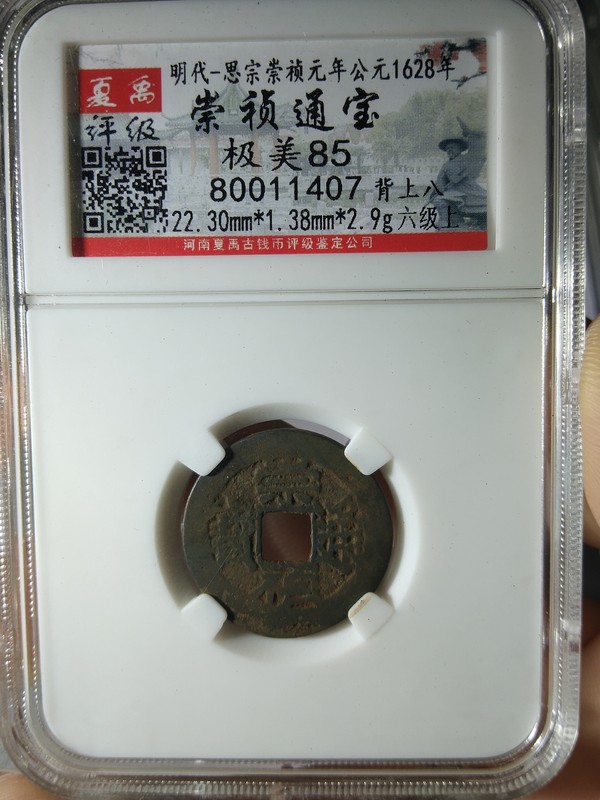 明代-思宗崇祯元年公元1628年
夏禹
评级
崇祯通宝
极美85
80011407 背上八
22.30mm*1.38mm*2.9g六级上
河南夏禹古钱币评级鉴定公司
崇
祯